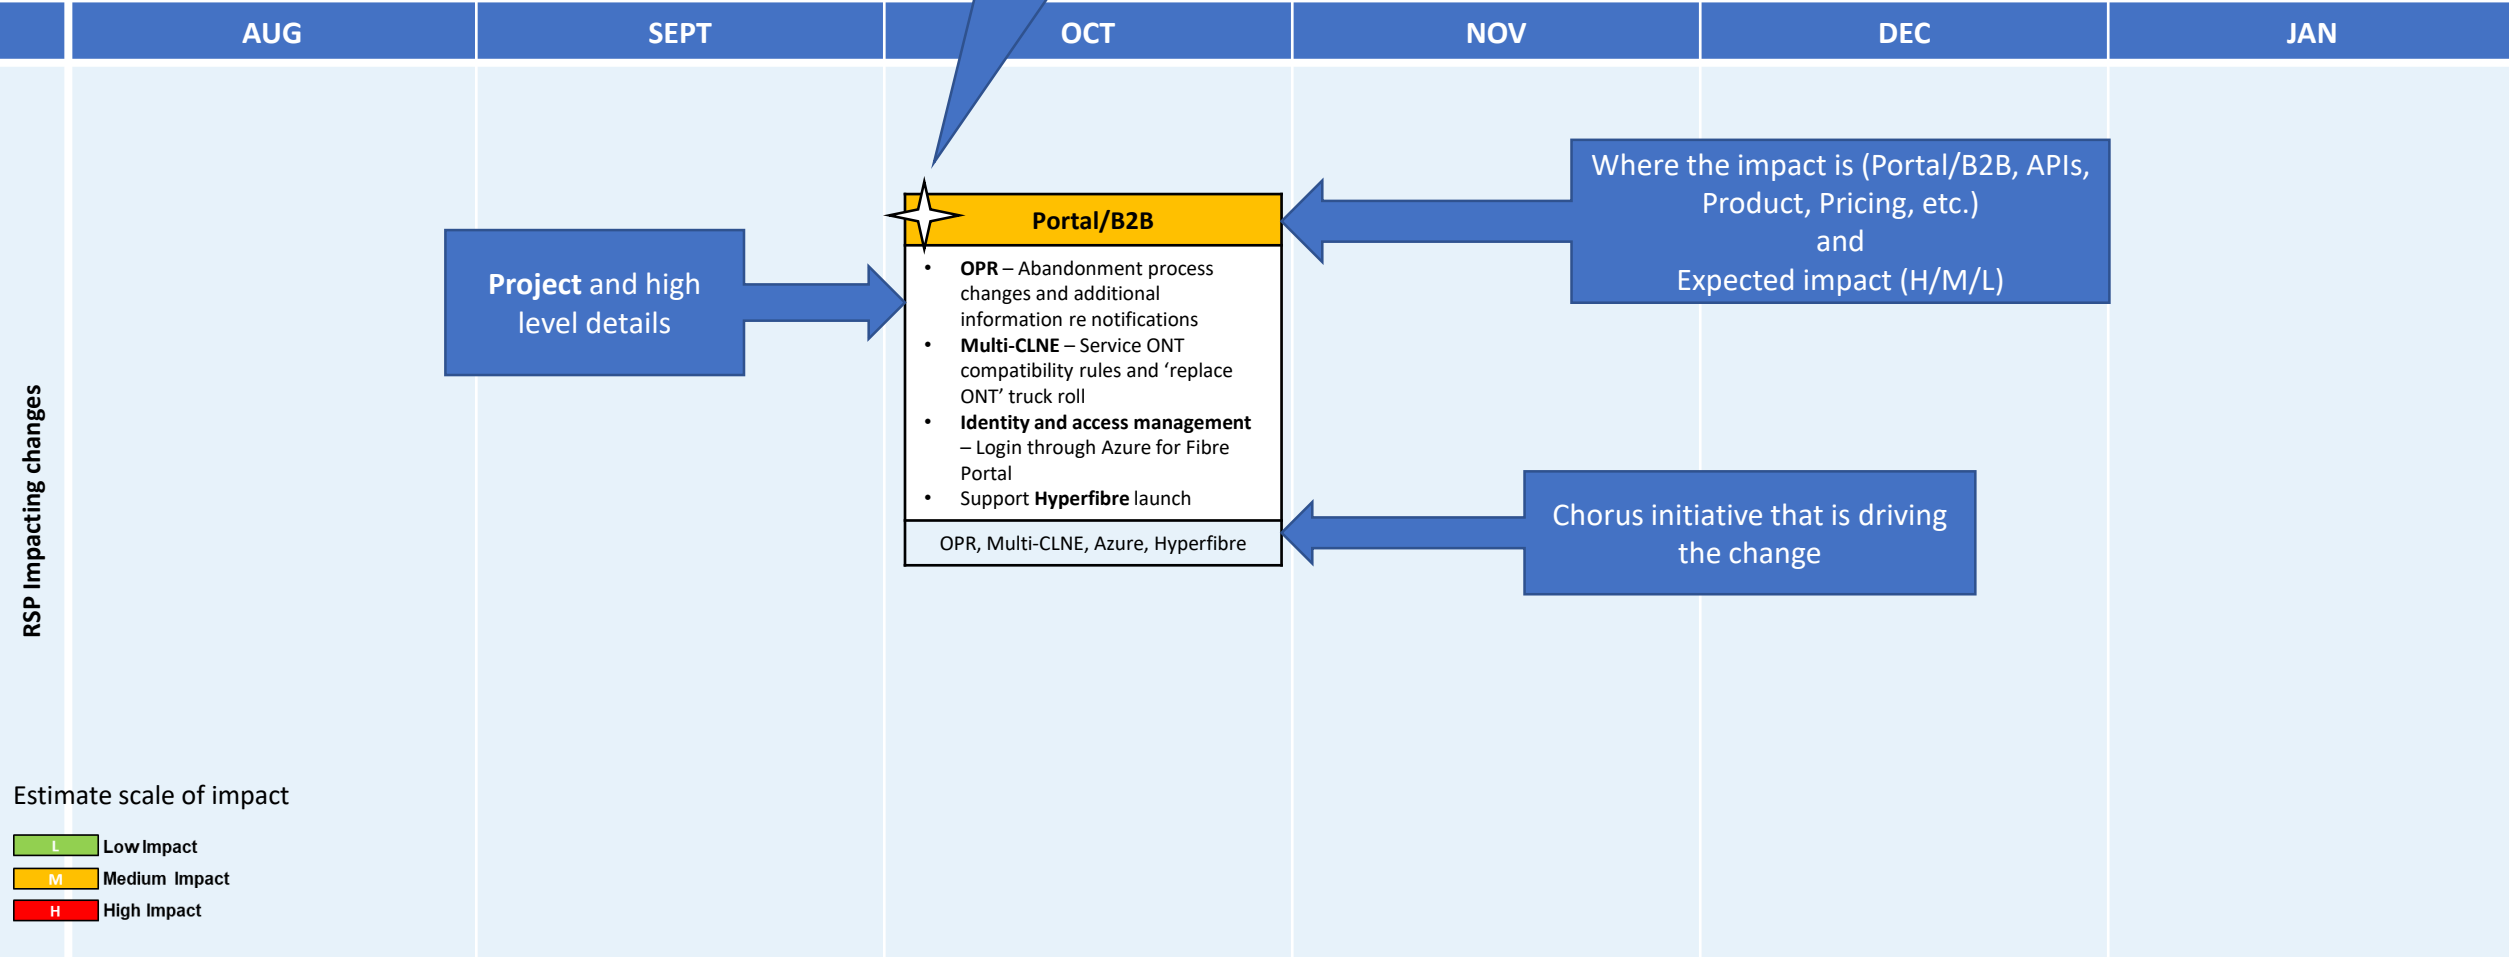 AUG
SEPT
OCT
NOV
DEC
JAN
RSP Impacting changes
Project and high
level details
Portal/B2B
• OPR – Abandonment process
changes and additional
information re notifications
• Multi-CLNE – Service ONT
compatibility rules and ‘replace
ONT’ truck roll
• Identity and access management
– Login through Azure for Fibre
Portal
• Support Hyperfibre launch
OPR, Multi-CLNE, Azure, Hyperfibre
Where the impact is (Portal/B2B, APIs,
Product, Pricing, etc.)
and
Expected impact (H/M/L)
Chorus initiative that is driving
the change
Estimate scale of impact
L Low Impact
M Medium Impact
H High Impact